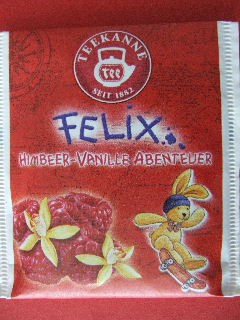 TEEKANNE
tee
SEIT 1882
FELIX
HIMBEER-VANILLE ABENTEUER